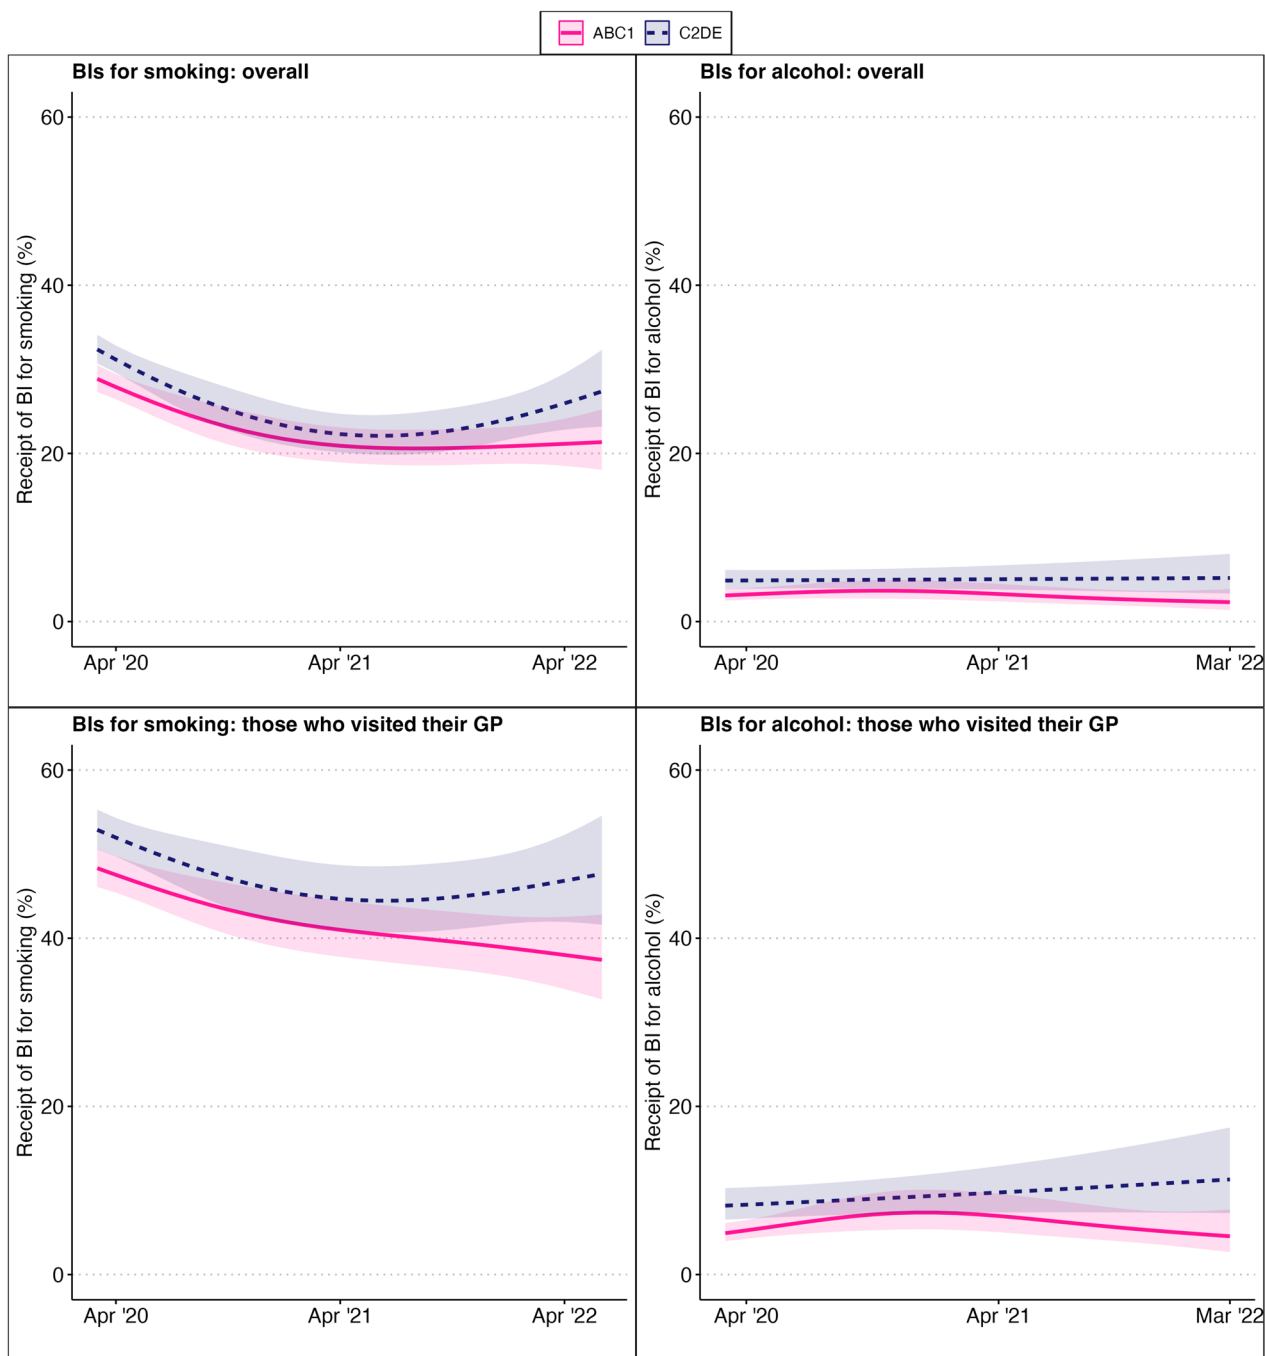 ABC1 C2DE
BIs for smoking: overall
Receipt of BI for smoking (%)
60
40
20
0
Apr '20 Apr '21 Apr '22
BIs for alcohol: overall
Receipt of BI for alcohol (%)
60
40
20
0
Apr '20 Apr '21 Mar '22
BIs for smoking: those who visited their GP
Receipt of BI for smoking (%)
60
40
20
0
Apr '20 Apr '21 Apr '22
BIs for alcohol: those who visited their GP
Receipt of BI for alcohol (%)
60
40
20
0
Apr '20 Apr '21 Mar '22